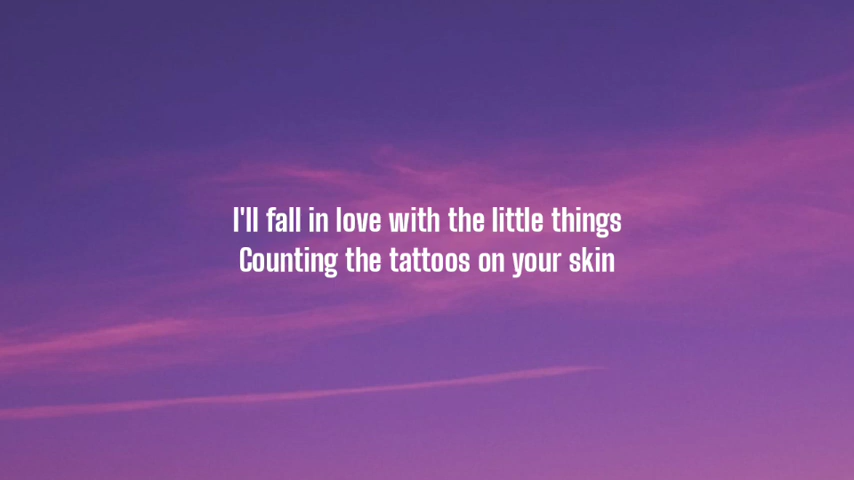 I'll fall in love with the little things
Counting the tattoos on your skin